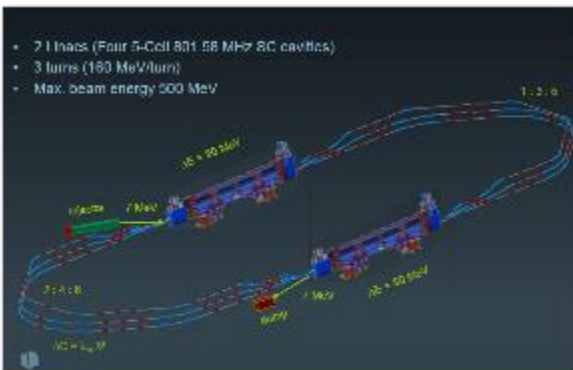 • 2 Linacs (Four 5-Cell 801.58 MHz SC cavities)
• 3 turns (160 MeV/turn)
• Max. beam energy 500 MeV
1 : 3 : 5
ΔE = 80 MeV
Injector 7 MeV
2 : 4 : 6
7 MeV ΔE = 80 MeV
dump